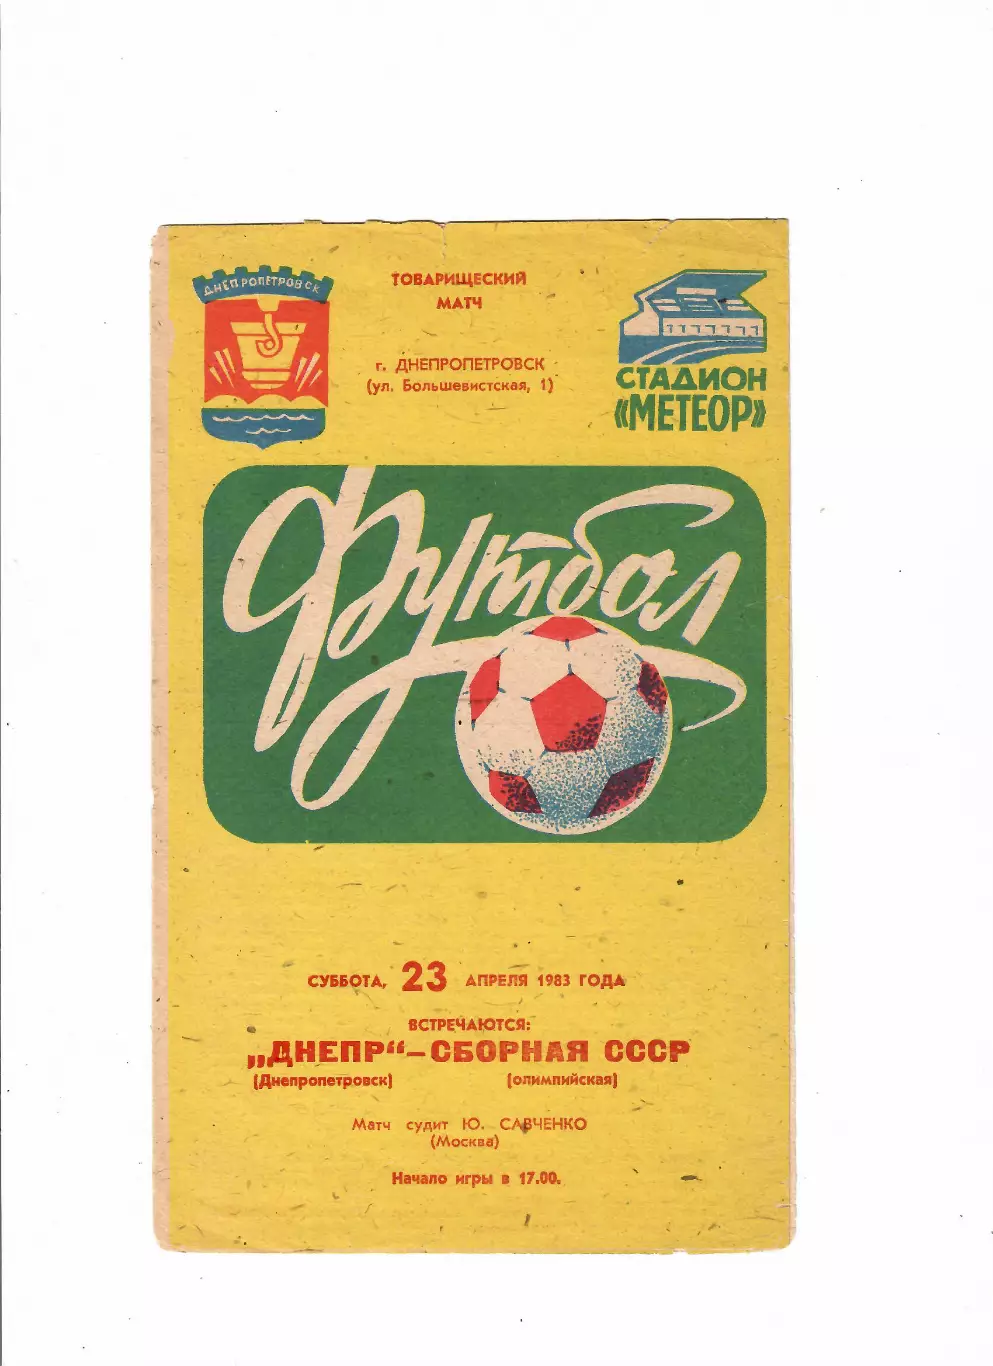 ДНЕПРОПЕТРОВСК
ТОВАРИЩЕСКИЙ
МАТЧ
г. ДНЕПРОПЕТРОВСК
(ул. Большевистская, 1)
СТАДИОН
«МЕТЕОР»
Футбол
СУББОТА, 23 АПРЕЛЯ 1983 ГОДА
ВСТРЕЧАЮТСЯ:
„ДНЕПР“-СБОРНАЯ СССР
(Днепропетровск) (олимпийская)
Матч судит Ю. САВЧЕНКО
(Москва)
Начало игры в 17.00.